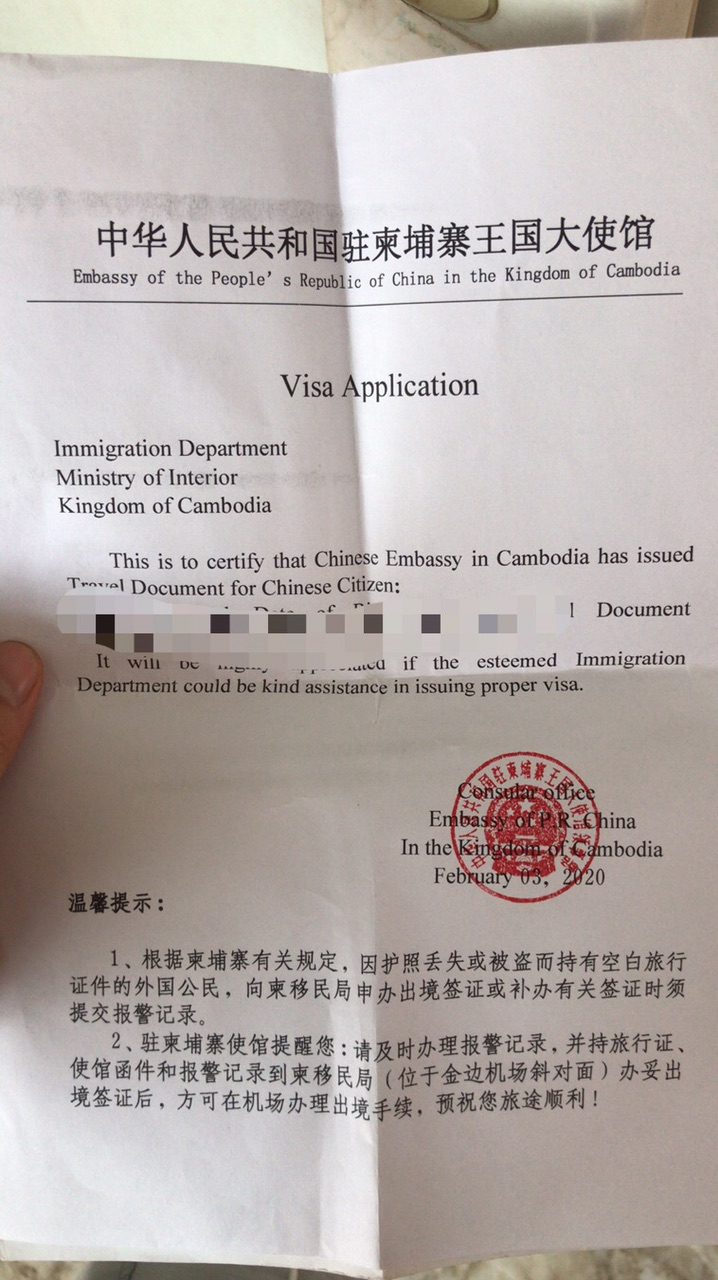 中华人民共和国驻柬埔寨王国大使馆
Embassy of the People's Republic of China in the Kingdom of Cambodia
Visa Application
Immigration Department
Ministry of Interior
Kingdom of Cambodia
This is to certify that Chinese Embassy in Cambodia has issued
Travel Document for Chinese Citizen:
Date of Document
It will be highly appreciated if the esteemed Immigration
Department could be kind assistance in issuing proper visa.
Consular office
Embassy of P.R. China
In the Kingdom of Cambodia
February 03, 2020
温馨提示:
1、根据柬埔寨有关规定,因护照丢失或被盗而持有空白旅行
证件的外国公民,向柬移民局申办出境签证或补办有关签证时须
提交报警记录。
2、驻柬埔寨使馆提醒您:请及时办理报警记录,并持旅行证、
使馆函件和报警记录到柬移民局(位于金边机场斜对面)办妥出
境签证后,方可在机场办理出境手续,预祝您旅途顺利!